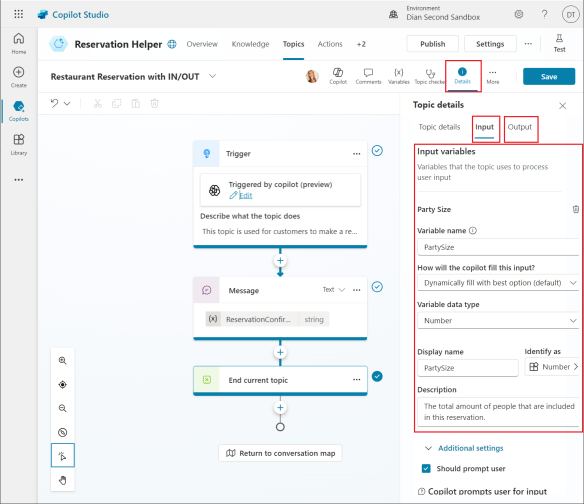 Copilot Studio
Environment
Dian Second Sandbox
?
DT
Home
Create
Copilots
Library
Reservation Helper
Overview
Knowledge
Topics
Actions
+2
Publish
Settings
Test
Restaurant Reservation with IN/OUT
Copilot
Comments
{x}
Variables
Topic checker
Details
More
Save
Trigger
Triggered by copilot (preview)
Edit
Describe what the topic does
This topic is used for customers to make a re...
Message
Text
{x} ReservationConfir... string
End current topic
Return to conversation map
Topic details
Topic details
Input
Output
Input variables
Variables that the topic uses to process
user input
Party Size
Variable name
PartySize
How will the copilot fill this input?
Dynamically fill with best option (default)
Variable data type
Number
Display name
Identify as
PartySize
Number
Description
The total amount of people that are included
in this reservation.
Additional settings
Should prompt user
Copilot prompts user for input